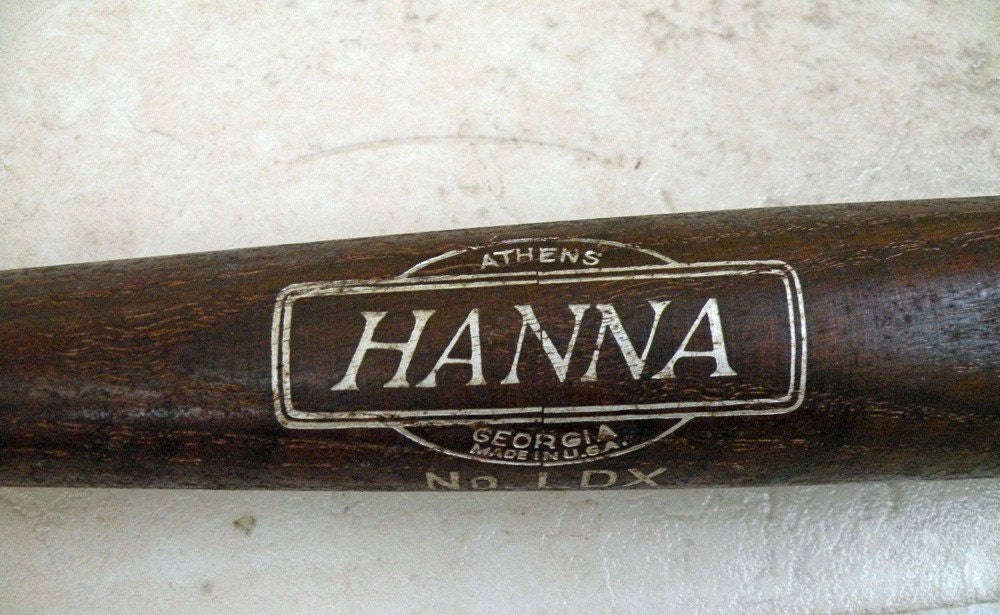 ATHENS
HANNA
GEORGIA
MADE IN U.S.A.
No. LDX